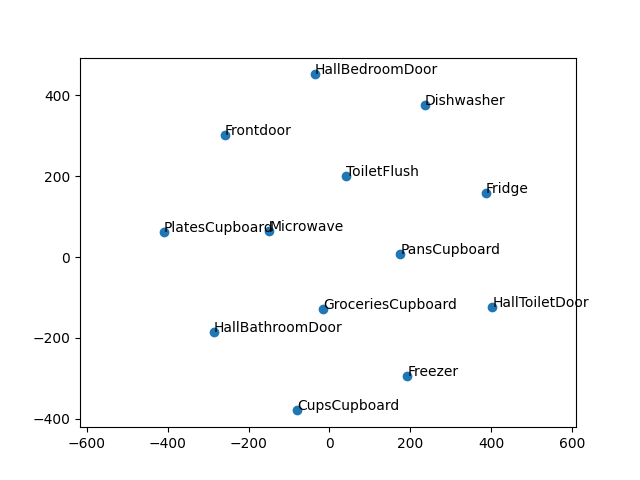 HallBedroomDoor
Dishwasher
400
Frontdoor
ToiletFlush
200
Fridge
PlatesCupboard
Microwave
PansCupboard
0
GroceriesCupboard
HallToiletDoor
HallBathroomDoor
−200
Freezer
CupsCupboard
−400
−600 −400 −200 0 200 400 600